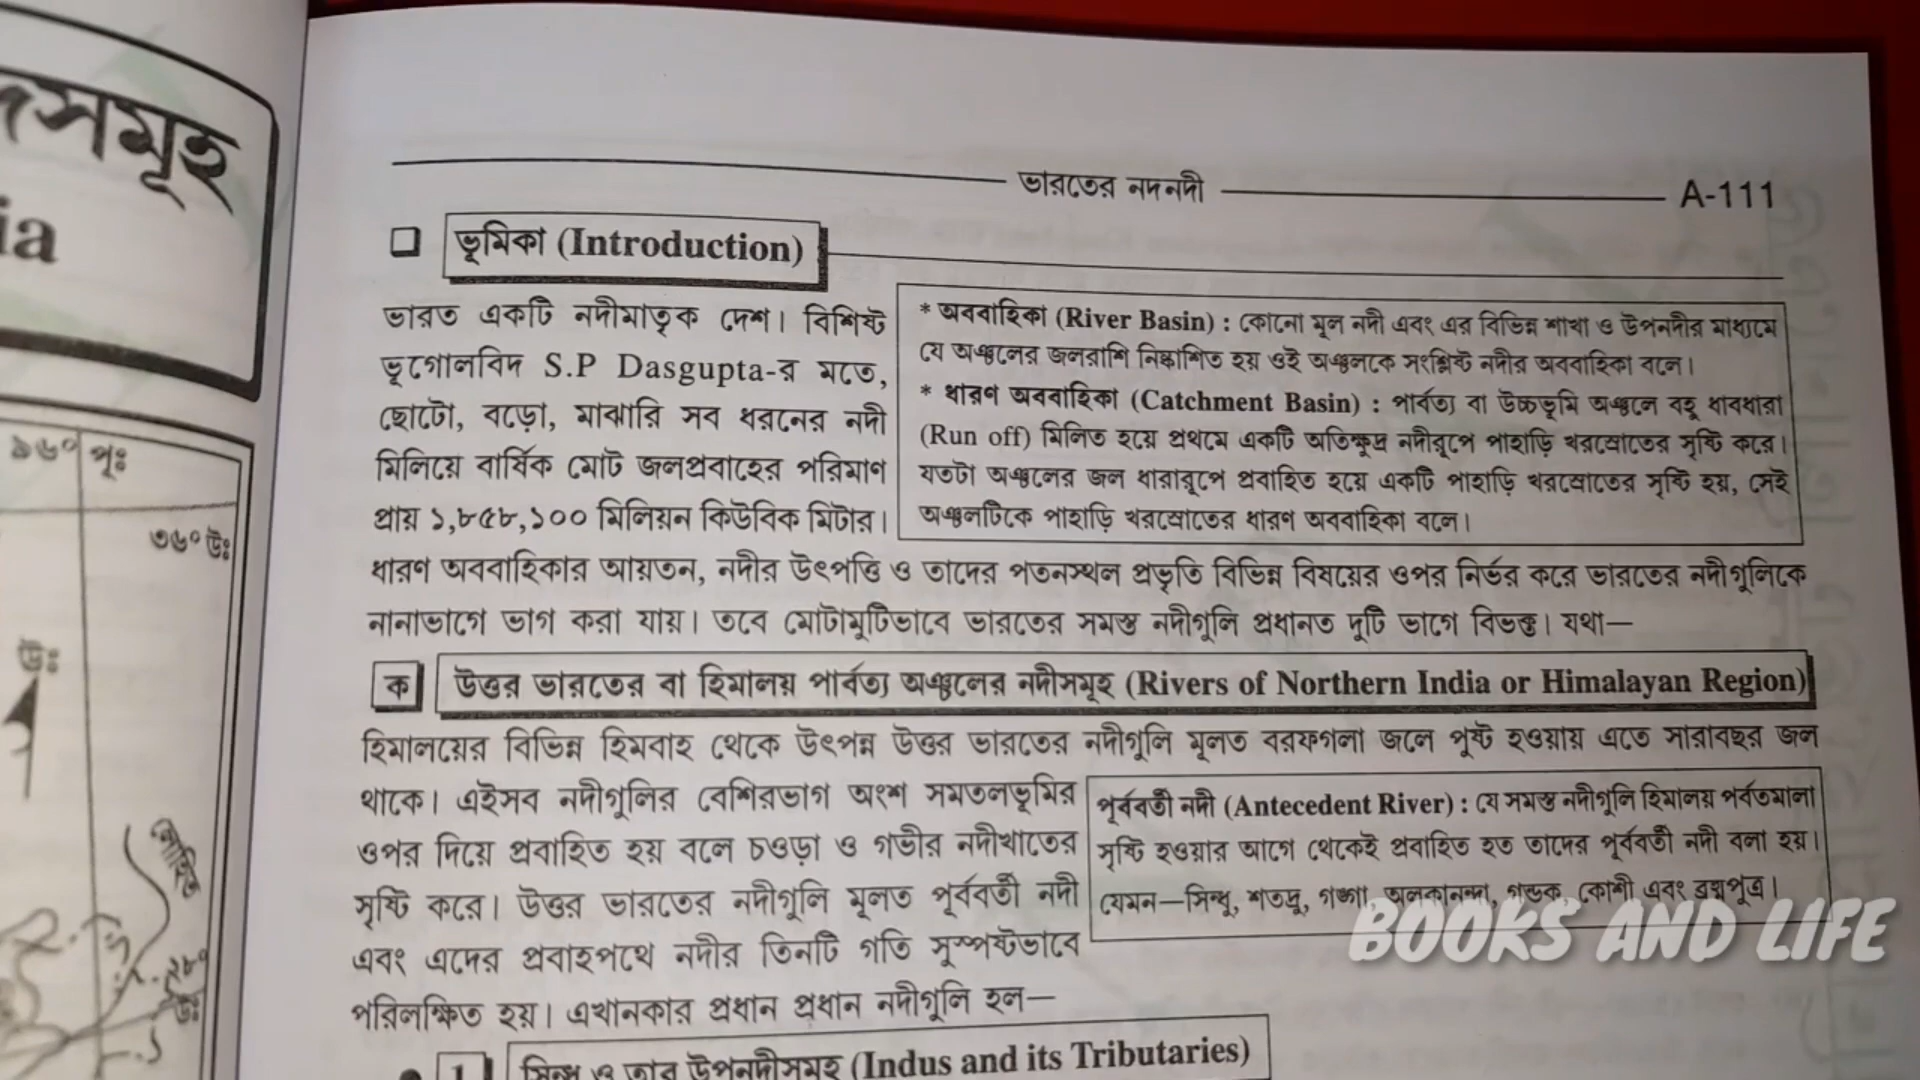 সমূহ
ia
৯৬° পূঃ
৩৬° উঃ
উঃ
লোহিত
২৮°
উঃ
ভারতের নদনদী
A-111
ভূমিকা (Introduction)
ভারত একটি নদীমাতৃক দেশ। বিশিষ্ট
ভূগোলবিদ S.P Dasgupta-র মতে,
ছোটো, বড়ো, মাঝারি সব ধরনের নদী
মিলিয়ে বার্ষিক মোট জলপ্রবাহের পরিমাণ
প্রায় ১,৮৫৮,১০০ মিলিয়ন কিউবিক মিটার।
* অববাহিকা (River Basin) : কোনো মূল নদী এবং এর বিভিন্ন শাখা ও উপনদীর মাধ্যমে
যে অঞ্চলের জলরাশি নিষ্কাশিত হয় ওই অঞ্চলকে সংশ্লিষ্ট নদীর অববাহিকা বলে।
* ধারণ অববাহিকা (Catchment Basin) : পার্বত্য বা উচ্চভূমি অঞ্চলে বহু ধাবধারা
(Run off) মিলিত হয়ে প্রথমে একটি অতিক্ষুদ্র নদীরূপে পাহাড়ি খরস্রোতের সৃষ্টি করে।
যতটা অঞ্চলের জল ধারারূপে প্রবাহিত হয়ে একটি পাহাড়ি খরস্রোতের সৃষ্টি হয়, সেই
অঞ্চলটিকে পাহাড়ি খরস্রোতের ধারণ অববাহিকা বলে।
ধারণ অববাহিকার আয়তন, নদীর উৎপত্তি ও তাদের পতনস্থল প্রভৃতি বিভিন্ন বিষয়ের ওপর নির্ভর করে ভারতের নদীগুলিকে
নানাভাগে ভাগ করা যায়। তবে মোটামুটিভাবে ভারতের সমস্ত নদীগুলি প্রধানত দুটি ভাগে বিভক্ত। যথা—
ক উত্তর ভারতের বা হিমালয় পার্বত্য অঞ্চলের নদীসমূহ (Rivers of Northern India or Himalayan Region)
হিমালয়ের বিভিন্ন হিমবাহ থেকে উৎপন্ন উত্তর ভারতের নদীগুলি মূলত বরফগলা জলে পুষ্ট হওয়ায় এতে সারাবছর জল
থাকে। এইসব নদীগুলির বেশিরভাগ অংশ সমতলভূমির
ওপর দিয়ে প্রবাহিত হয় বলে চওড়া ও গভীর নদীখাতের
সৃষ্টি করে। উত্তর ভারতের নদীগুলি মূলত পূর্ববর্তী নদী
এবং এদের প্রবাহপথে নদীর তিনটি গতি সুস্পষ্টভাবে
পরিলক্ষিত হয়। এখানকার প্রধান প্রধান নদীগুলি হল—
পূর্ববর্তী নদী (Antecedent River) : যে সমস্ত নদীগুলি হিমালয় পর্বতমালা
সৃষ্টি হওয়ার আগে থেকেই প্রবাহিত হত তাদের পূর্ববর্তী নদী বলা হয়।
যেমন—সিন্ধু, শতদ্রু, গঙ্গা, অলকানন্দা, গন্ডক, কোশী এবং ব্রহ্মপুত্র।
BOOKS AND LIFE
1 সিন্ধু ও তার উপনদীসমূহ (Indus and its Tributaries)